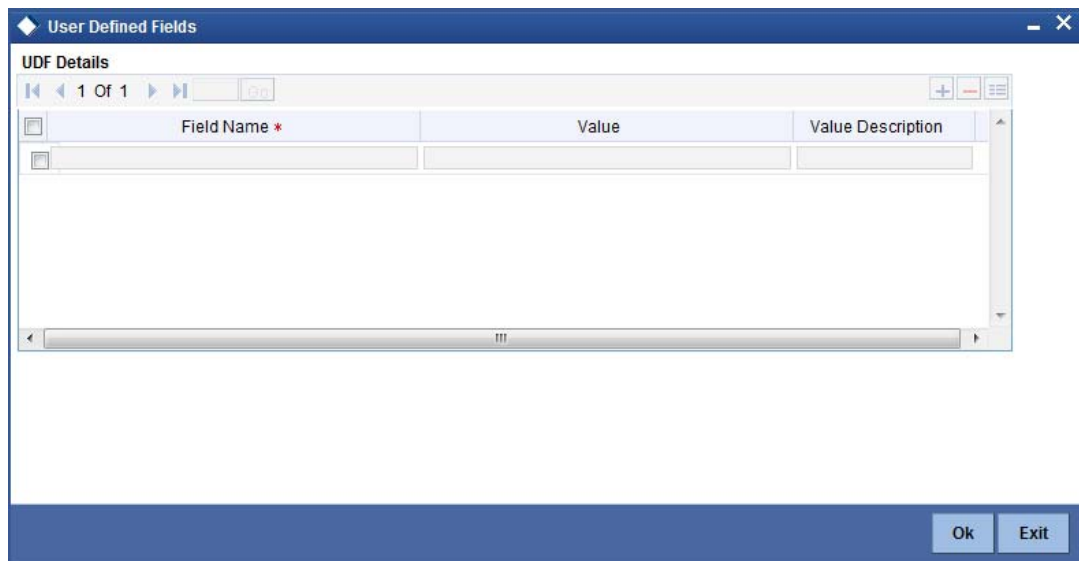 User Defined Fields
UDF Details
1 Of 1 Go
Field Name * Value Value Description
Ok Exit